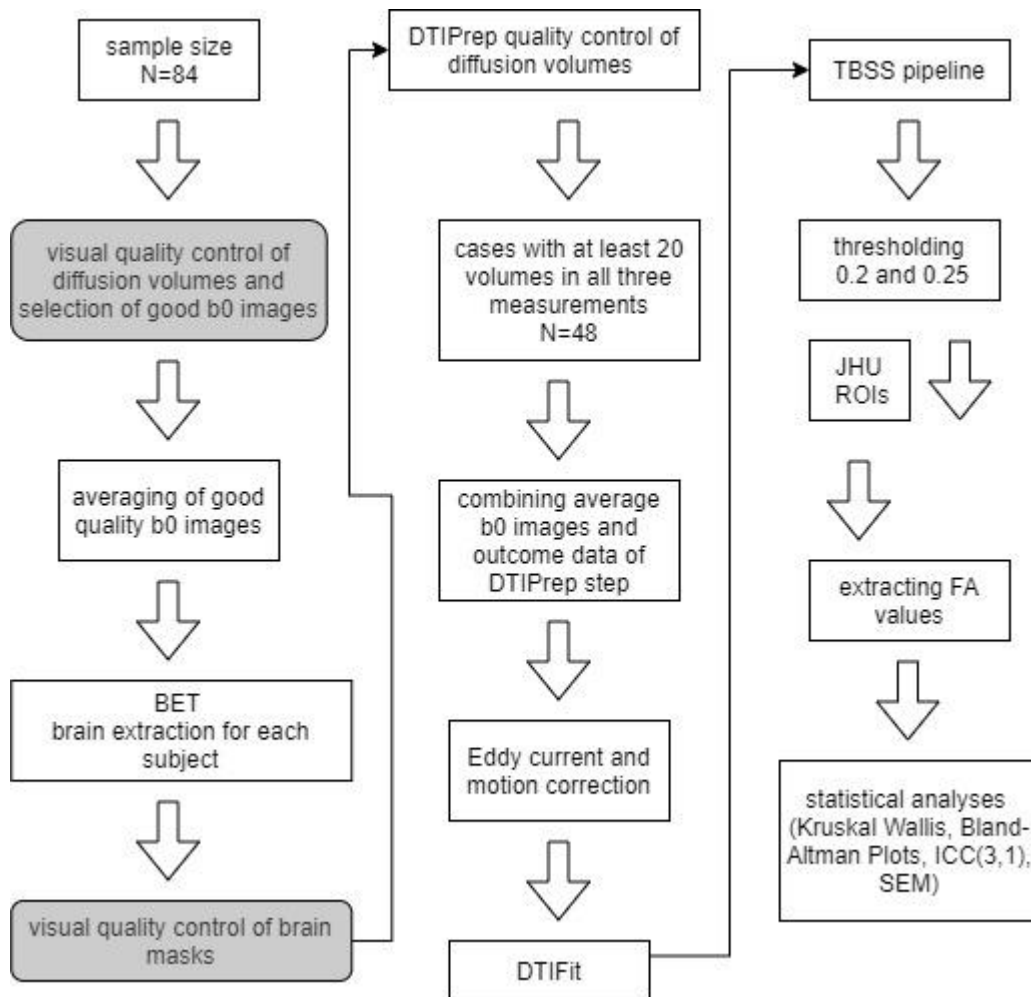 sample size
N=84
visual quality control of
diffusion volumes and
selection of good b0 images
averaging of good
quality b0 images
BET
brain extraction for each
subject
visual quality control of brain
masks
DTIPrep quality control of
diffusion volumes
cases with at least 20
volumes in all three
measurements
N=48
combining average
b0 images and
outcome data of
DTIPrep step
Eddy current and
motion correction
DTIFit
TBSS pipeline
thresholding
0.2 and 0.25
JHU
ROIs
extracting FA
values
statistical analyses
(Kruskal Wallis, Bland-
Altman Plots, ICC(3,1),
SEM)